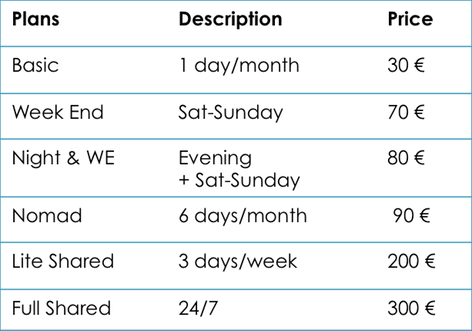 Plans Description Price
Basic 1 day/month 30 €
Week End Sat-Sunday 70 €
Night & WE Evening 80 €
+ Sat-Sunday
Nomad 6 days/month 90 €
Lite Shared 3 days/week 200 €
Full Shared 24/7 300 €